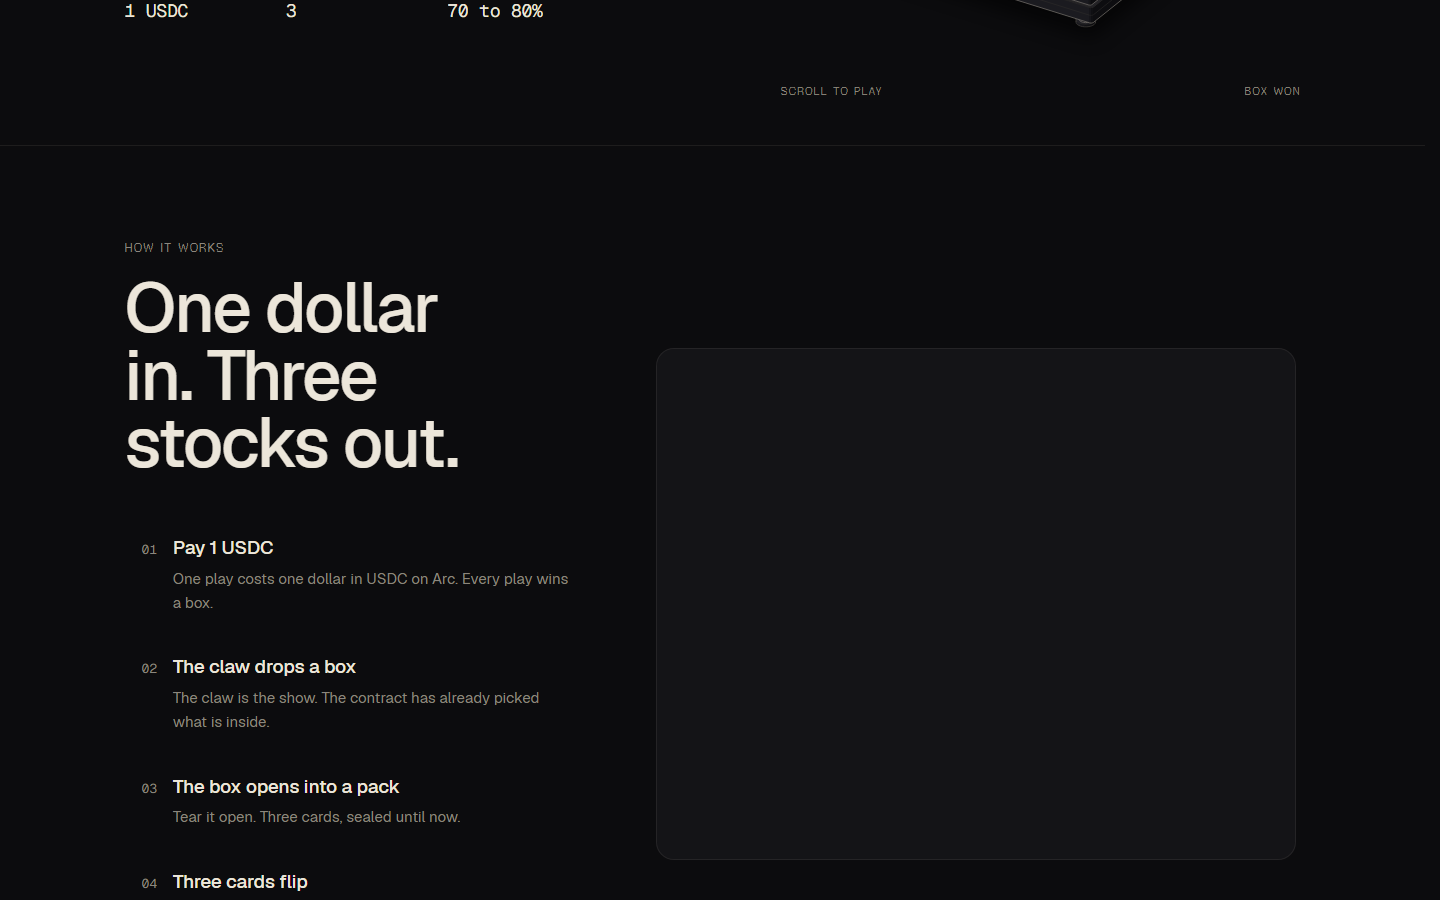 1 USDC 3 70 to 80%
SCROLL TO PLAY BOX WON
HOW IT WORKS
One dollar
in. Three
stocks out.
01 Pay 1 USDC
One play costs one dollar in USDC on Arc. Every play wins
a box.
02 The claw drops a box
The claw is the show. The contract has already picked
what is inside.
03 The box opens into a pack
Tear it open. Three cards, sealed until now.
04 Three cards flip